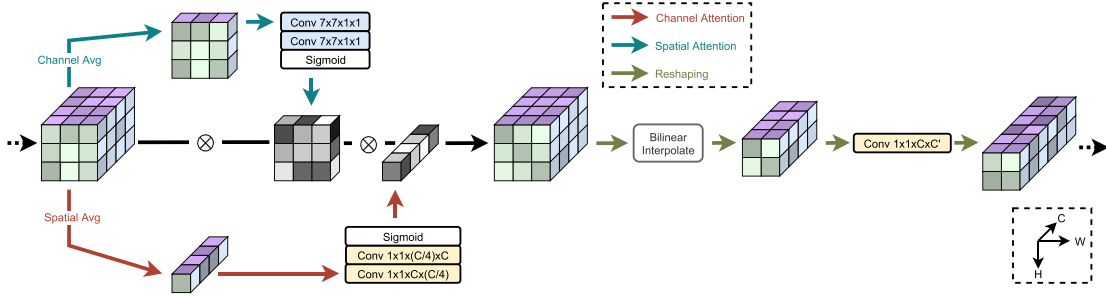 Channel Avg
Conv 7x7x1x1
Conv 7x7x1x1
Sigmoid
Channel Attention
Spatial Attention
Reshaping
Bilinear
Interpolate
Conv 1x1xCxC'
Spatial Avg
Sigmoid
Conv 1x1x(C/4)xC
Conv 1x1xCx(C/4)
C
W
H